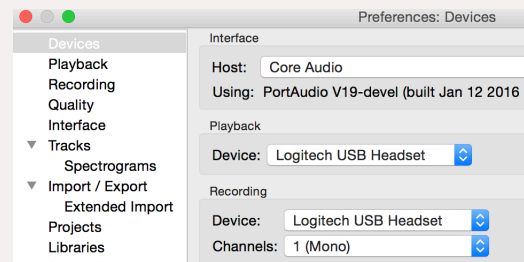 Preferences: Devices
Devices
Playback
Recording
Quality
Interface
Tracks
Spectrograms
Import / Export
Extended Import
Projects
Libraries
Interface
Host: Core Audio
Using: PortAudio V19-devel (built Jan 12 2016
Playback
Device: Logitech USB Headset
Recording
Device: Logitech USB Headset
Channels: 1 (Mono)